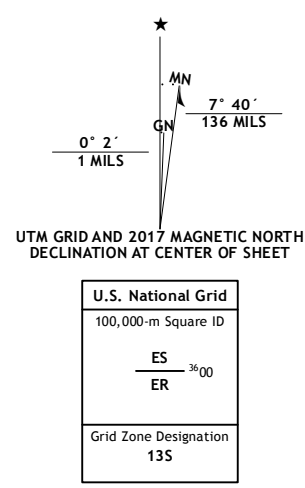 ★
MN
7° 40´
136 MILS
GN
0° 2´
1 MILS
UTM GRID AND 2017 MAGNETIC NORTH
DECLINATION AT CENTER OF SHEET
U.S. National Grid
100,000-m Square ID
ES
3600
ER
Grid Zone Designation
13S